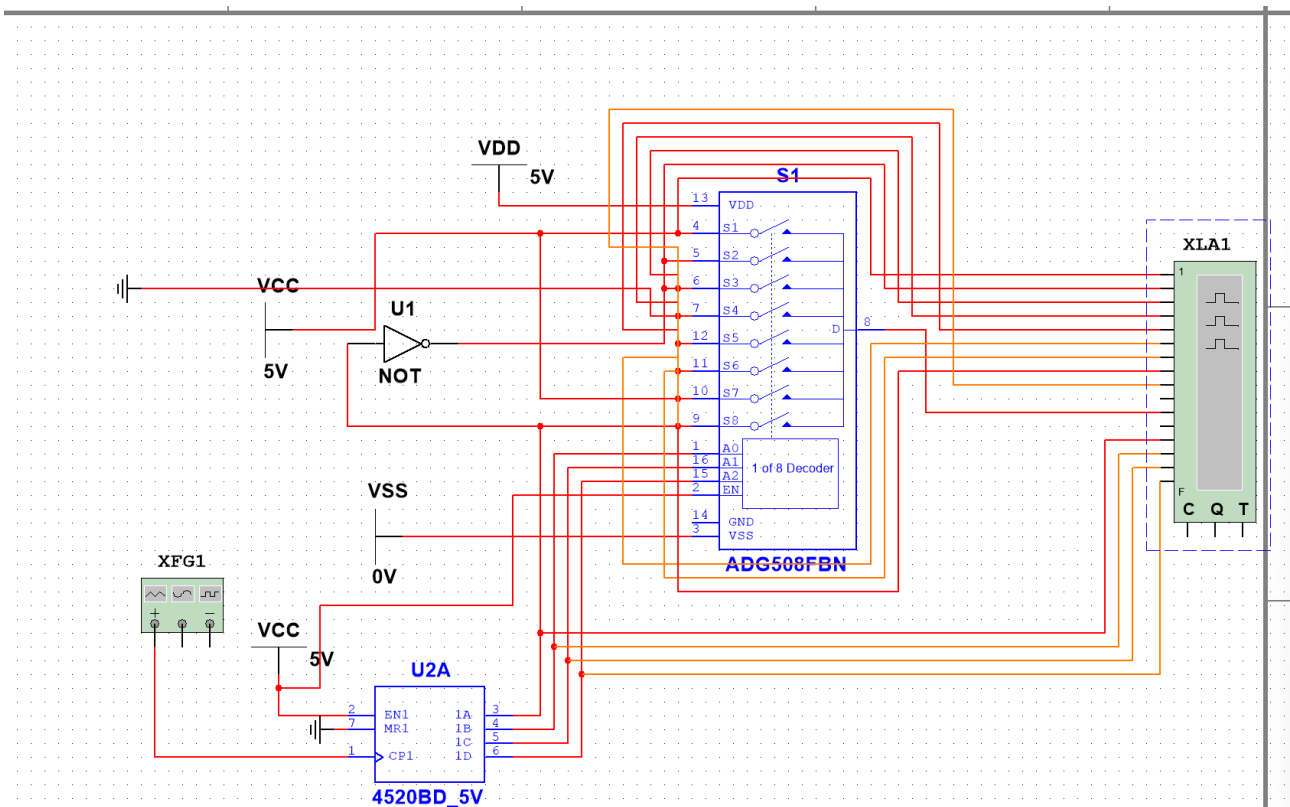 VDD
5V
S1
13 VDD
4 S1
5 S2
6 S3
7 S4
12 S5
11 S6
10 S7
9 S8
D 8
1 A0
16 A1
15 A2
2 EN
1 of 8 Decoder
14 GND
3 VSS
ADG508FBN
VCC
5V
U1
NOT
VSS
0V
XLA1
1
F
C Q T
XFG1
+ −
VCC
5V
U2A
2 EN1 1A 3
7 MR1 1B 4
1C 5
1 CP1 1D 6
4520BD_5V